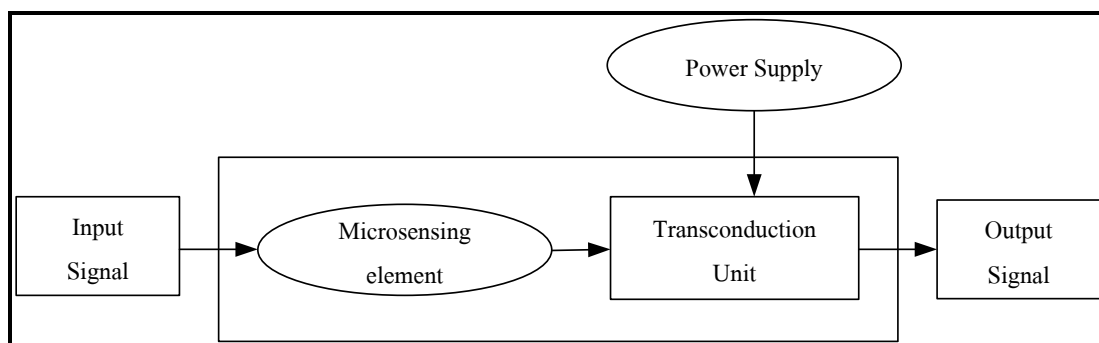 Power Supply
Input
Signal
Microsensing
element
Transconduction
Unit
Output
Signal